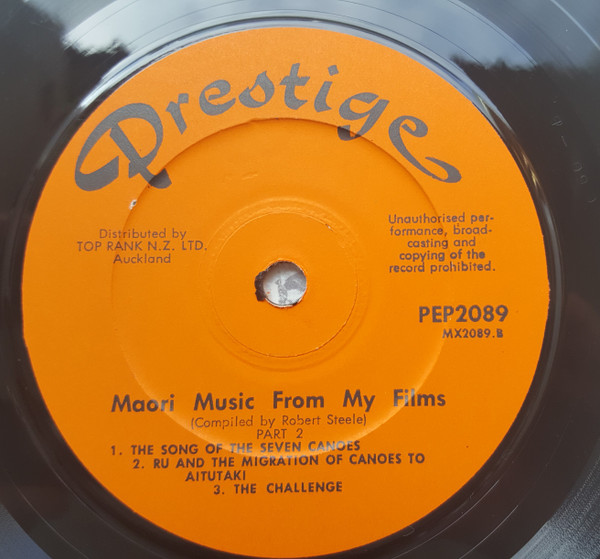 Prestige
Distributed by
TOP RANK N.Z. LTD.
Auckland
Unauthorised per-
formance, broad-
casting and
copying of the
record prohibited.
PEP2089
MX2089.B
Maori Music From My Films
(Compiled by Robert Steele)
PART 2
1. THE SONG OF THE SEVEN CANOES
2. RU AND THE MIGRATION OF CANOES TO
AITUTAKI
3. THE CHALLENGE